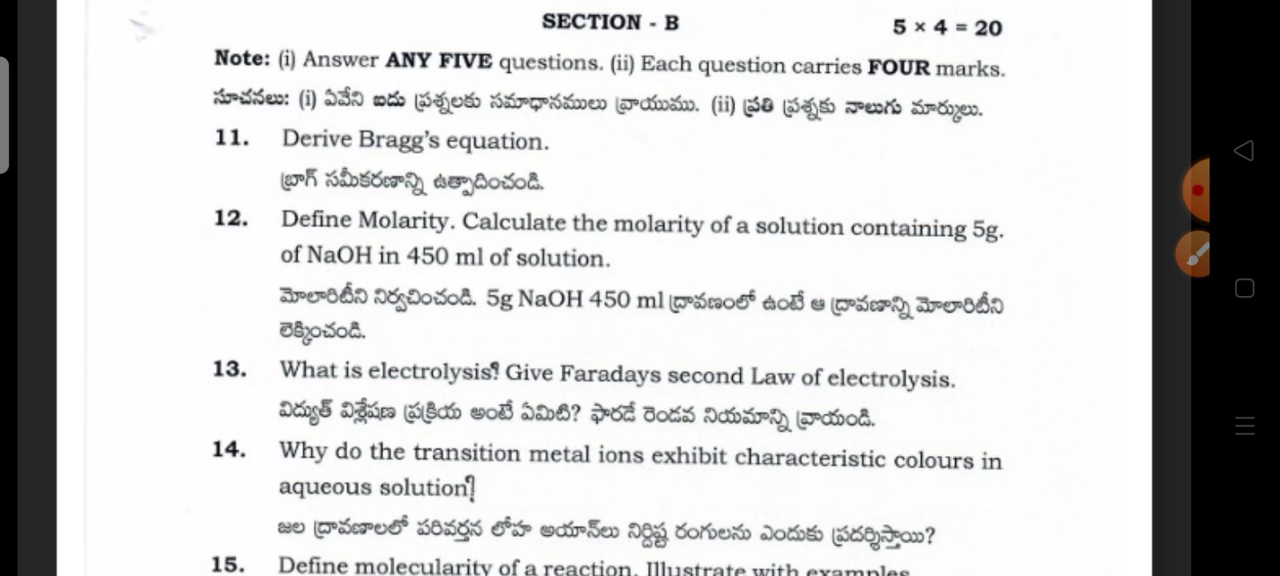 SECTION - B 5 × 4 = 20
Note: (i) Answer ANY FIVE questions. (ii) Each question carries FOUR marks.
సూచనలు: (i) ఏవేని ఐదు ప్రశ్నలకు సమాధానములు వ్రాయుము. (ii) ప్రతి ప్రశ్నకు నాలుగు మార్కులు.
11. Derive Bragg's equation.
బ్రాగ్ సమీకరణాన్ని ఉత్పాదించండి.
12. Define Molarity. Calculate the molarity of a solution containing 5g.
of NaOH in 450 ml of solution.
మోలారిటీని నిర్వచించండి. 5g NaOH 450 ml ద్రావణంలో ఉంటే ఆ ద్రావణాన్ని మోలారిటీని
లెక్కించండి.
13. What is electrolysis? Give Faradays second Law of electrolysis.
విద్యుత్ విశ్లేషణ ప్రక్రియ అంటే ఏమిటి? ఫారడే రెండవ నియమాన్ని వ్రాయండి.
14. Why do the transition metal ions exhibit characteristic colours in
aqueous solution?
జల ద్రావణాలలో పరివర్తన లోహ అయాన్‌లు నిర్దిష్ట రంగులను ఎందుకు ప్రదర్శిస్తాయి?
15. Define molecularity of a reaction. Illustrate with examples